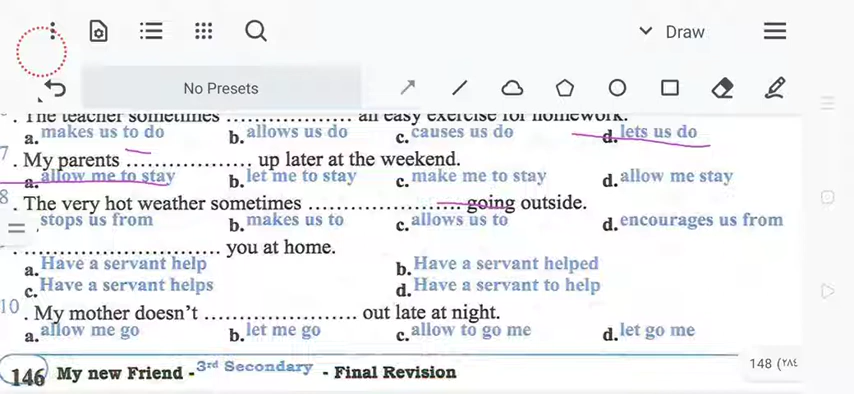 Draw
No Presets
. The teacher sometimes .................. an easy exercise for homework.
a. makes us to do b. allows us do c. causes us do d. lets us do
7 . My parents .................. up later at the weekend.
a. allow me to stay b. let me to stay c. make me to stay d. allow me stay
8 . The very hot weather sometimes .......................... going outside.
. stops us from b. makes us to c. allows us to d. encourages us from
. ............................. you at home.
a. Have a servant help b. Have a servant helped
c. Have a servant helps d. Have a servant to help
10 . My mother doesn't ...................... out late at night.
a. allow me go b. let me go c. allow to go me d. let go me
146 My new Friend - 3rd Secondary - Final Revision
148 (٢٨٤